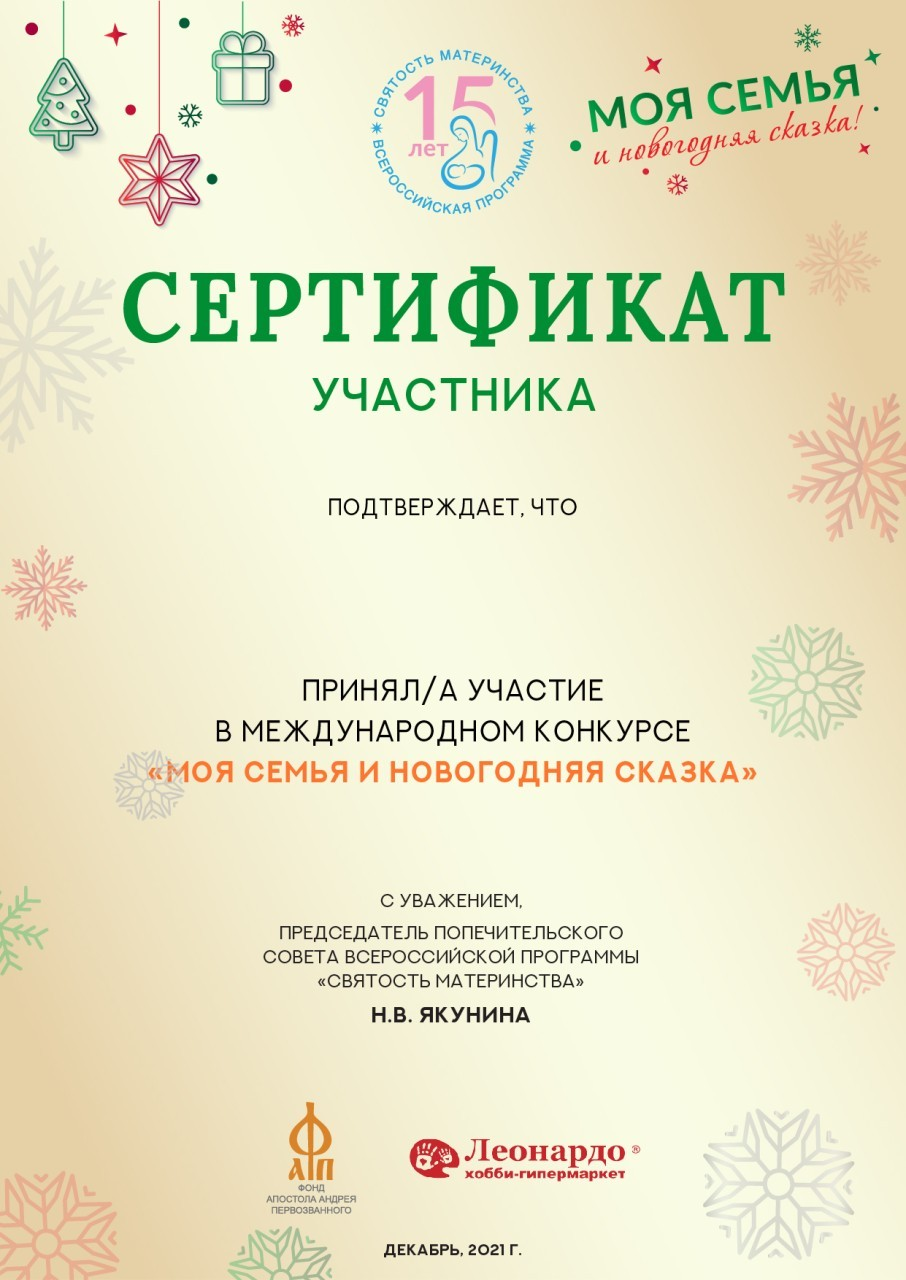 СВЯТОСТЬ МАТЕРИНСТВА
15
лет
ВСЕРОССИЙСКАЯ ПРОГРАММА
МОЯ СЕМЬЯ
и новогодняя сказка!
СЕРТИФИКАТ
УЧАСТНИКА
ПОДТВЕРЖДАЕТ, ЧТО
ПРИНЯЛ/А УЧАСТИЕ
В МЕЖДУНАРОДНОМ КОНКУРСЕ
«МОЯ СЕМЬЯ И НОВОГОДНЯЯ СКАЗКА»
С УВАЖЕНИЕМ,
ПРЕДСЕДАТЕЛЬ ПОПЕЧИТЕЛЬСКОГО
СОВЕТА ВСЕРОССИЙСКОЙ ПРОГРАММЫ
«СВЯТОСТЬ МАТЕРИНСТВА»
Н.В. ЯКУНИНА
ФАП
ФОНД
АПОСТОЛА АНДРЕЯ
ПЕРВОЗВАННОГО
Леонардо ®
хобби-гипермаркет
ДЕКАБРЬ, 2021 Г.